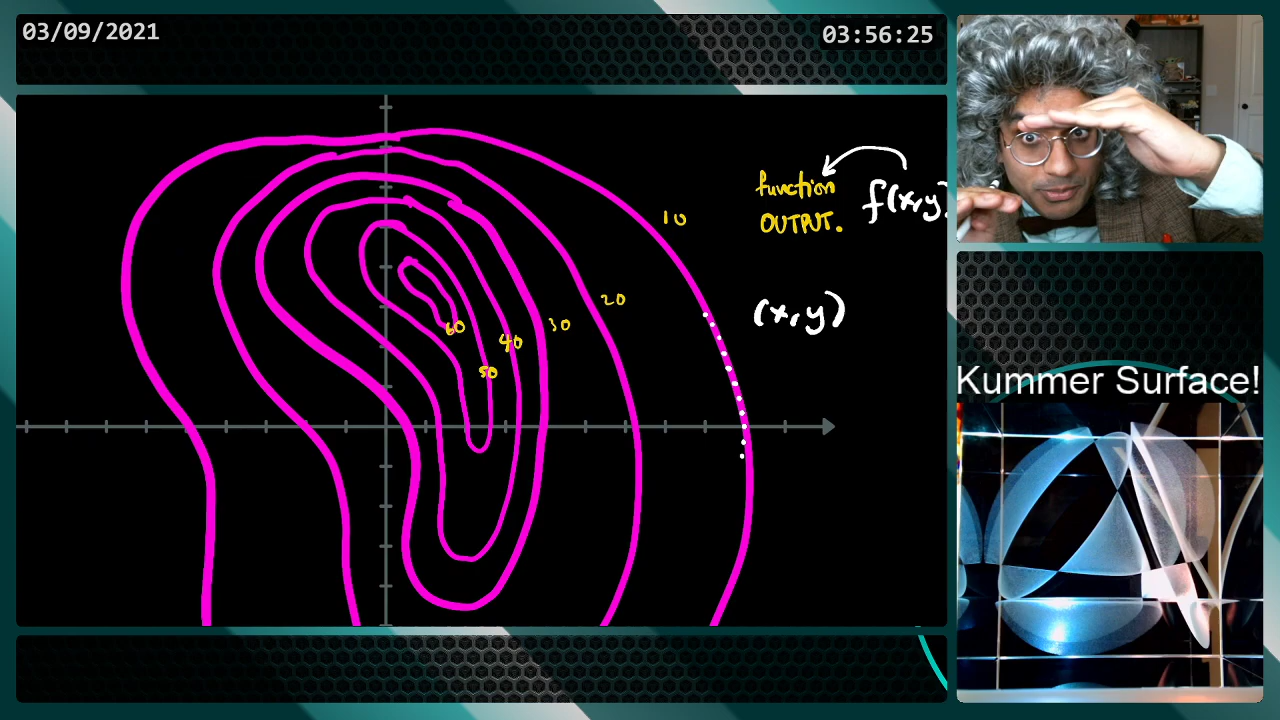 03/09/2021
03:56:25
function
OUTPUT.
f(x,y)
10
(x,y)
20
30
60
40
50
Kummer Surface!